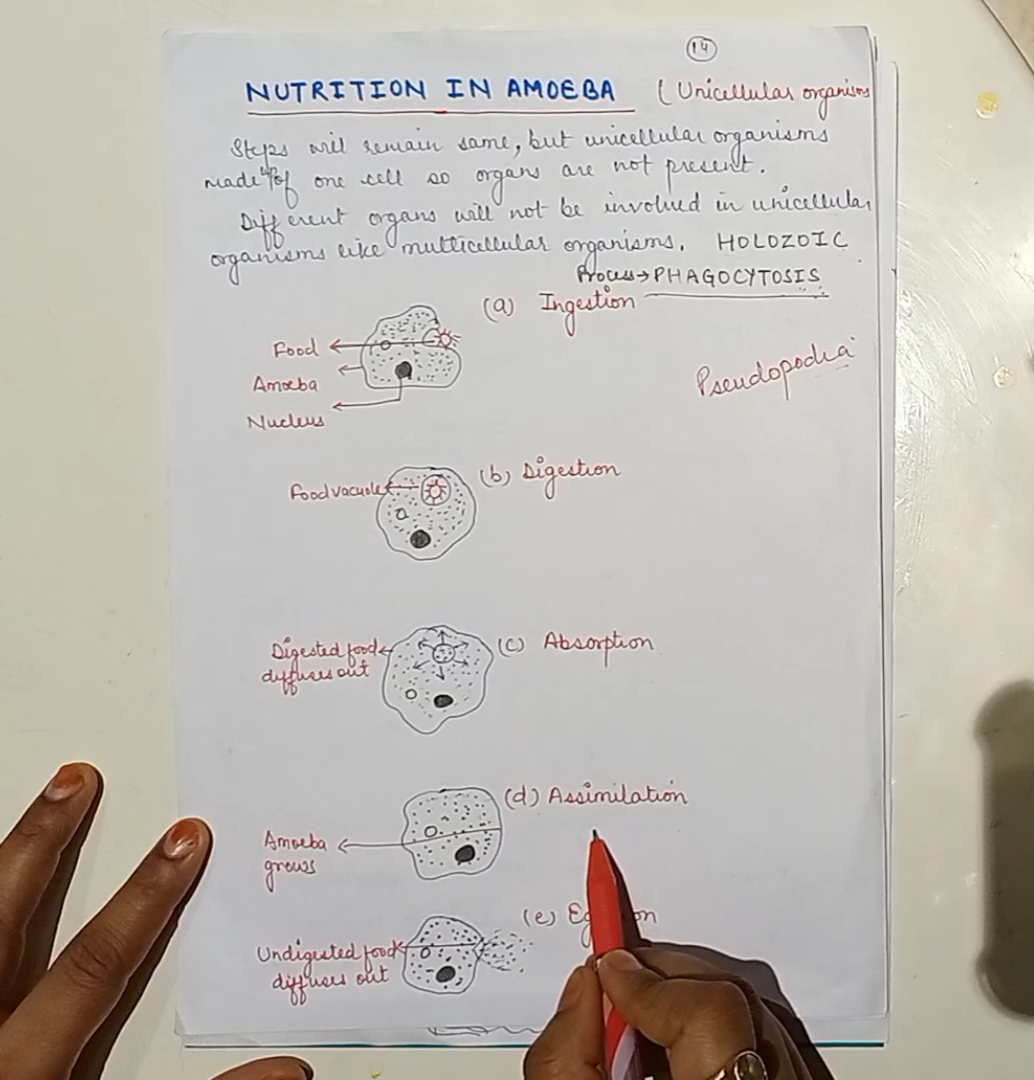 14
NUTRITION IN AMOEBA (Unicellular organisms
Steps will remain same, but unicellular organisms
made up of one cell so organs are not present.
Different organs will not be involved in unicellular
organisms like multicellular organisms. HOLOZOIC
Process → PHAGOCYTOSIS
(a) Ingestion
Food
Amoeba
Nucleus
Pseudopodia
(b) Digestion
Food vacuole
(c) Absorption
Digested food
diffuses out
(d) Assimilation
Amoeba
grows
(e)
Undigested food
diffuses out